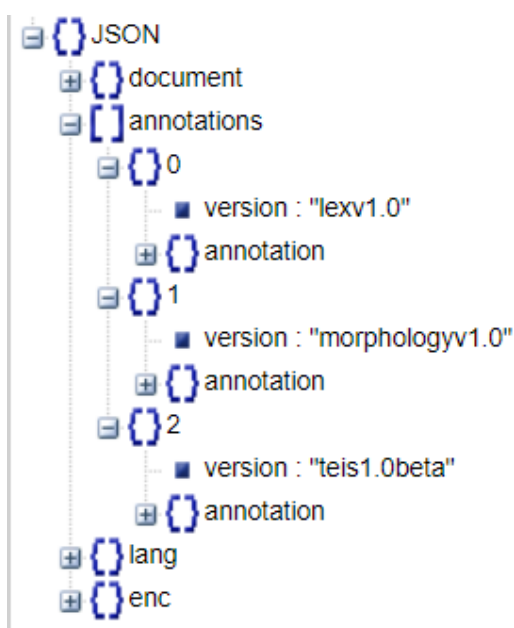 JSON
document
annotations
0
version : "lexv1.0"
annotation
1
version : "morphologyv1.0"
annotation
2
version : "teis1.0beta"
annotation
lang
enc